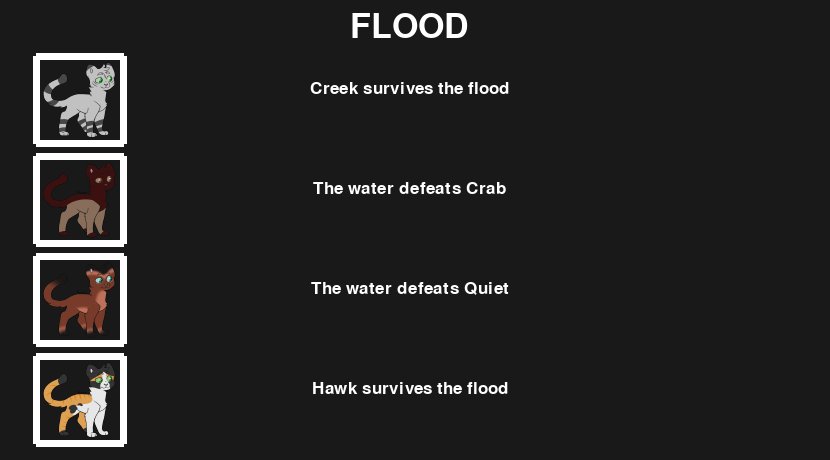 FLOOD
Creek survives the flood
The water defeats Crab
The water defeats Quiet
Hawk survives the flood